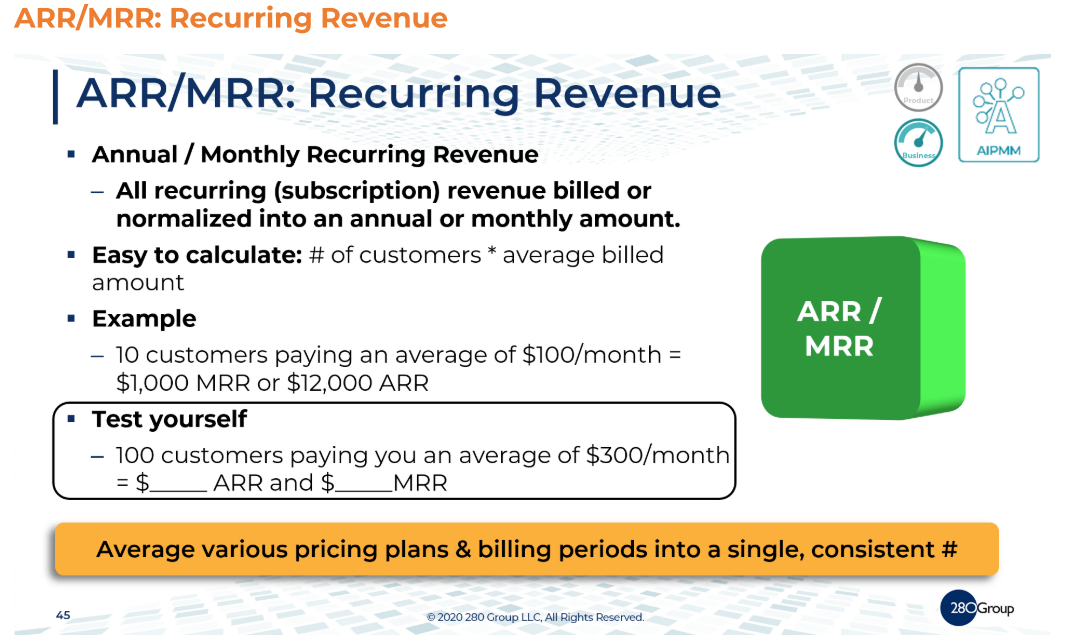 ARR/MRR: Recurring Revenue
ARR/MRR: Recurring Revenue
Product
Business
AIPMM
▪ Annual / Monthly Recurring Revenue
– All recurring (subscription) revenue billed or
normalized into an annual or monthly amount.
▪ Easy to calculate: # of customers * average billed
amount
▪ Example
– 10 customers paying an average of $100/month =
$1,000 MRR or $12,000 ARR
▪ Test yourself
– 100 customers paying you an average of $300/month
= $_____ ARR and $_____MRR
ARR /
MRR
Average various pricing plans & billing periods into a single, consistent #
45
© 2020 280 Group LLC, All Rights Reserved.
280Group